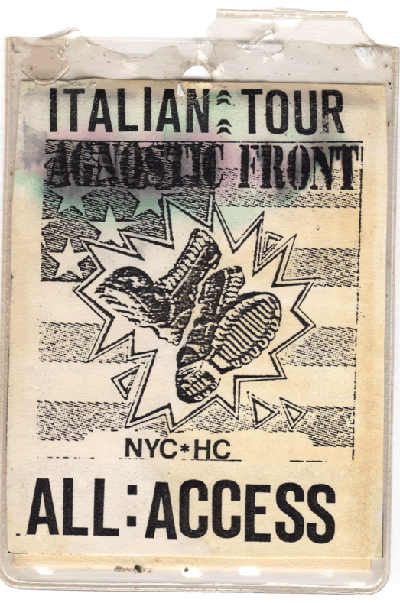 ITALIAN: TOUR
AGNOSTIC FRONT
NYC*HC
ALL:ACCESS